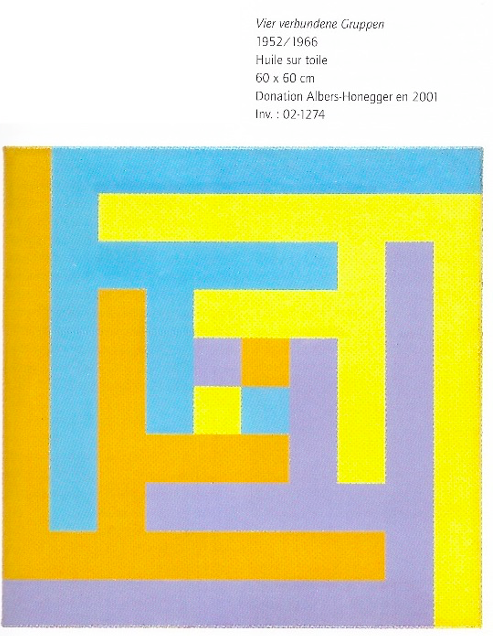 Vier verbundene Gruppen
1952/1966
Huile sur toile
60 x 60 cm
Donation Albers-Honegger en 2001
Inv. : 02-1274